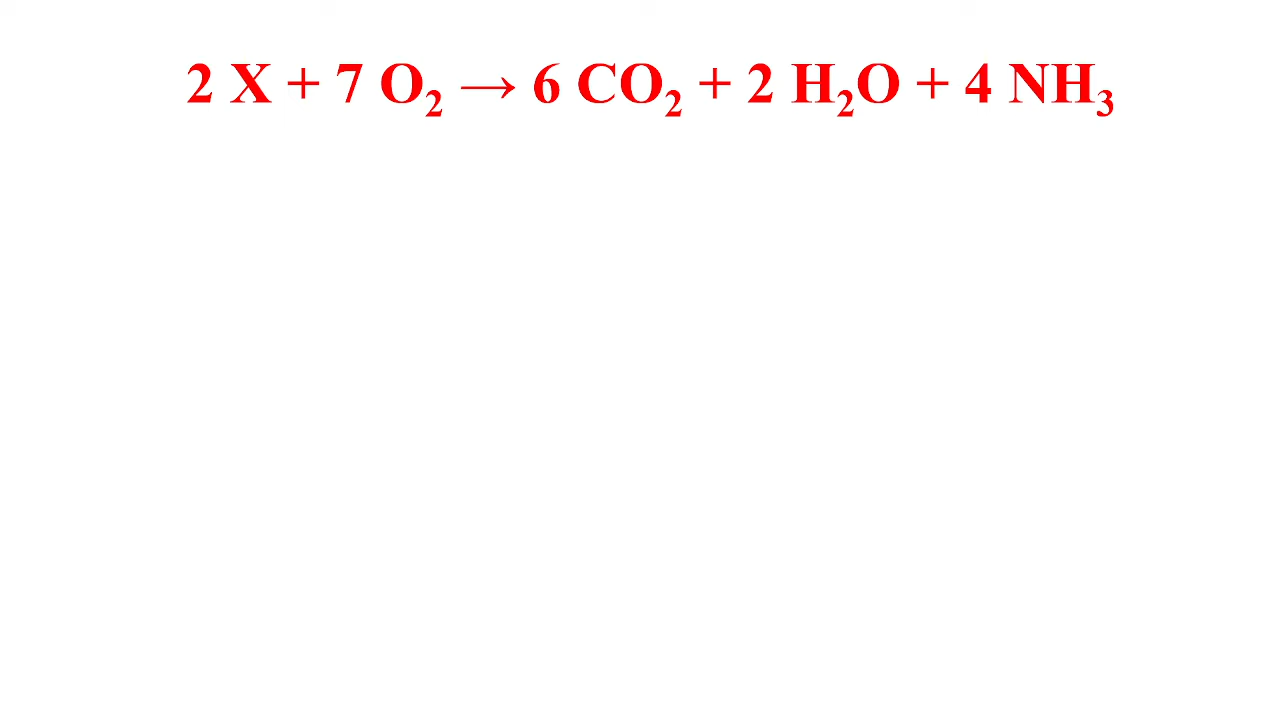 2 X + 7 O₂ → 6 CO₂ + 2 H₂O + 4 NH₃